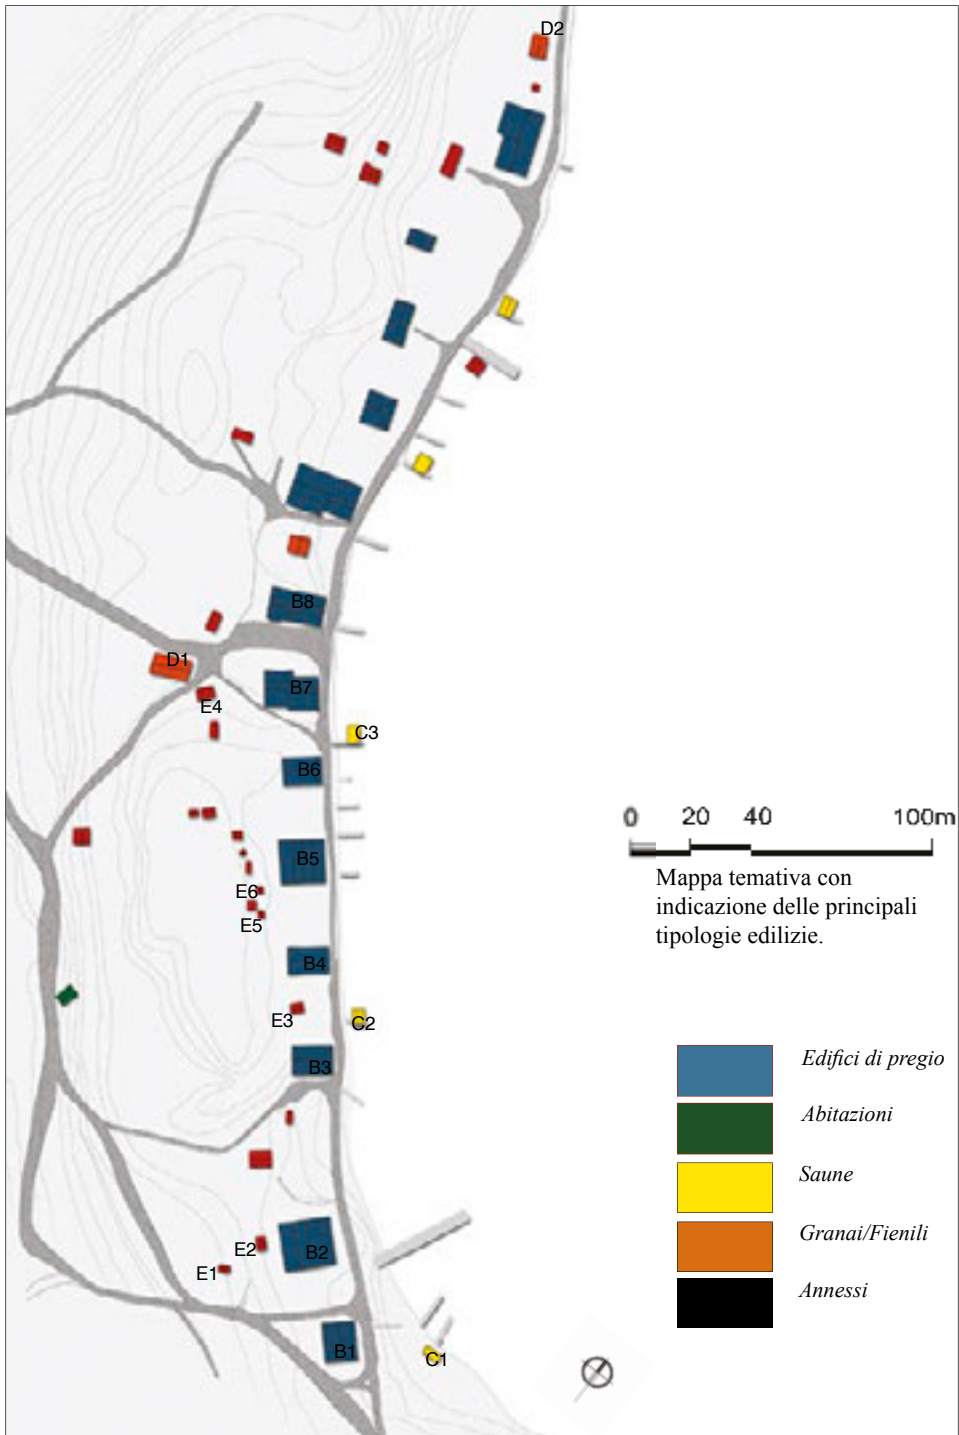 D2
B8
D1
B7
E4
C3
B6
B5
E6
E5
B4
E3
C2
B3
E2
B2
E1
B1
C1
0 20 40 100m
Mappa temativa con
indicazione delle principali
tipologie edilizie.
Edifici di pregio
Abitazioni
Saune
Granai/Fienili
Annessi